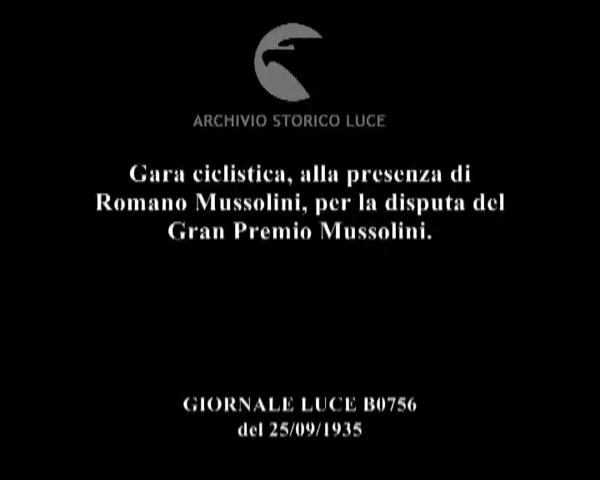 ARCHIVIO STORICO LUCE
Gara ciclistica, alla presenza di
Romano Mussolini, per la disputa del
Gran Premio Mussolini.
GIORNALE LUCE B0756
del 25/09/1935